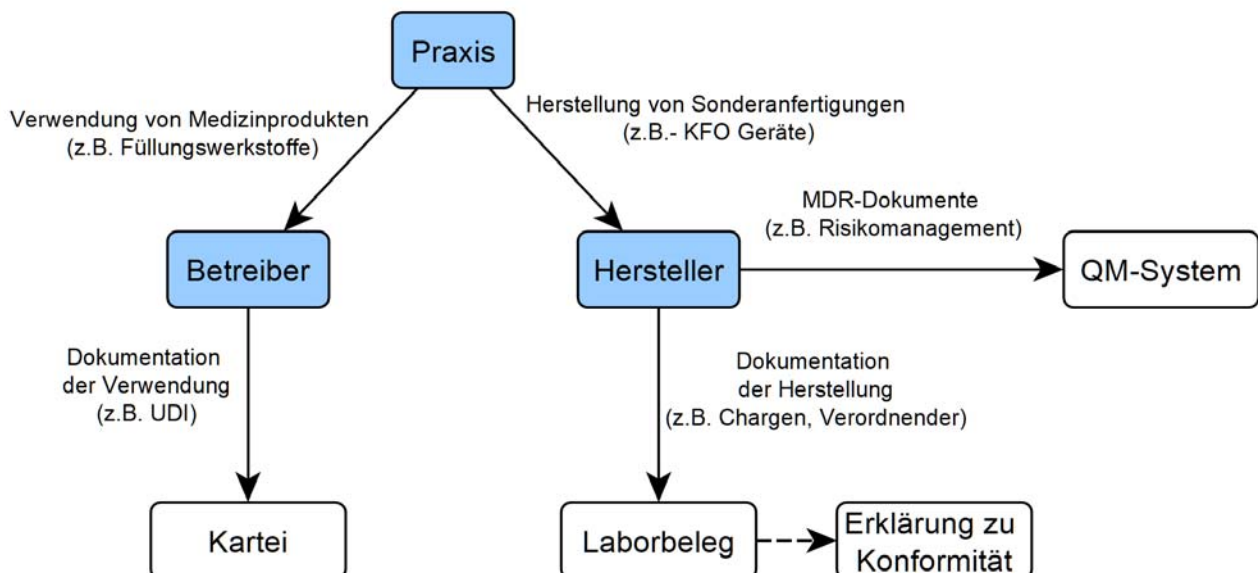 Praxis
Verwendung von Medizinprodukten
(z.B. Füllungswerkstoffe)
Herstellung von Sonderanfertigungen
(z.B.- KFO Geräte)
MDR-Dokumente
(z.B. Risikomanagement)
Betreiber
Hersteller
QM-System
Dokumentation
der Verwendung
(z.B. UDI)
Dokumentation
der Herstellung
(z.B. Chargen, Verordnender)
Kartei
Laborbeleg
Erklärung zu
Konformität